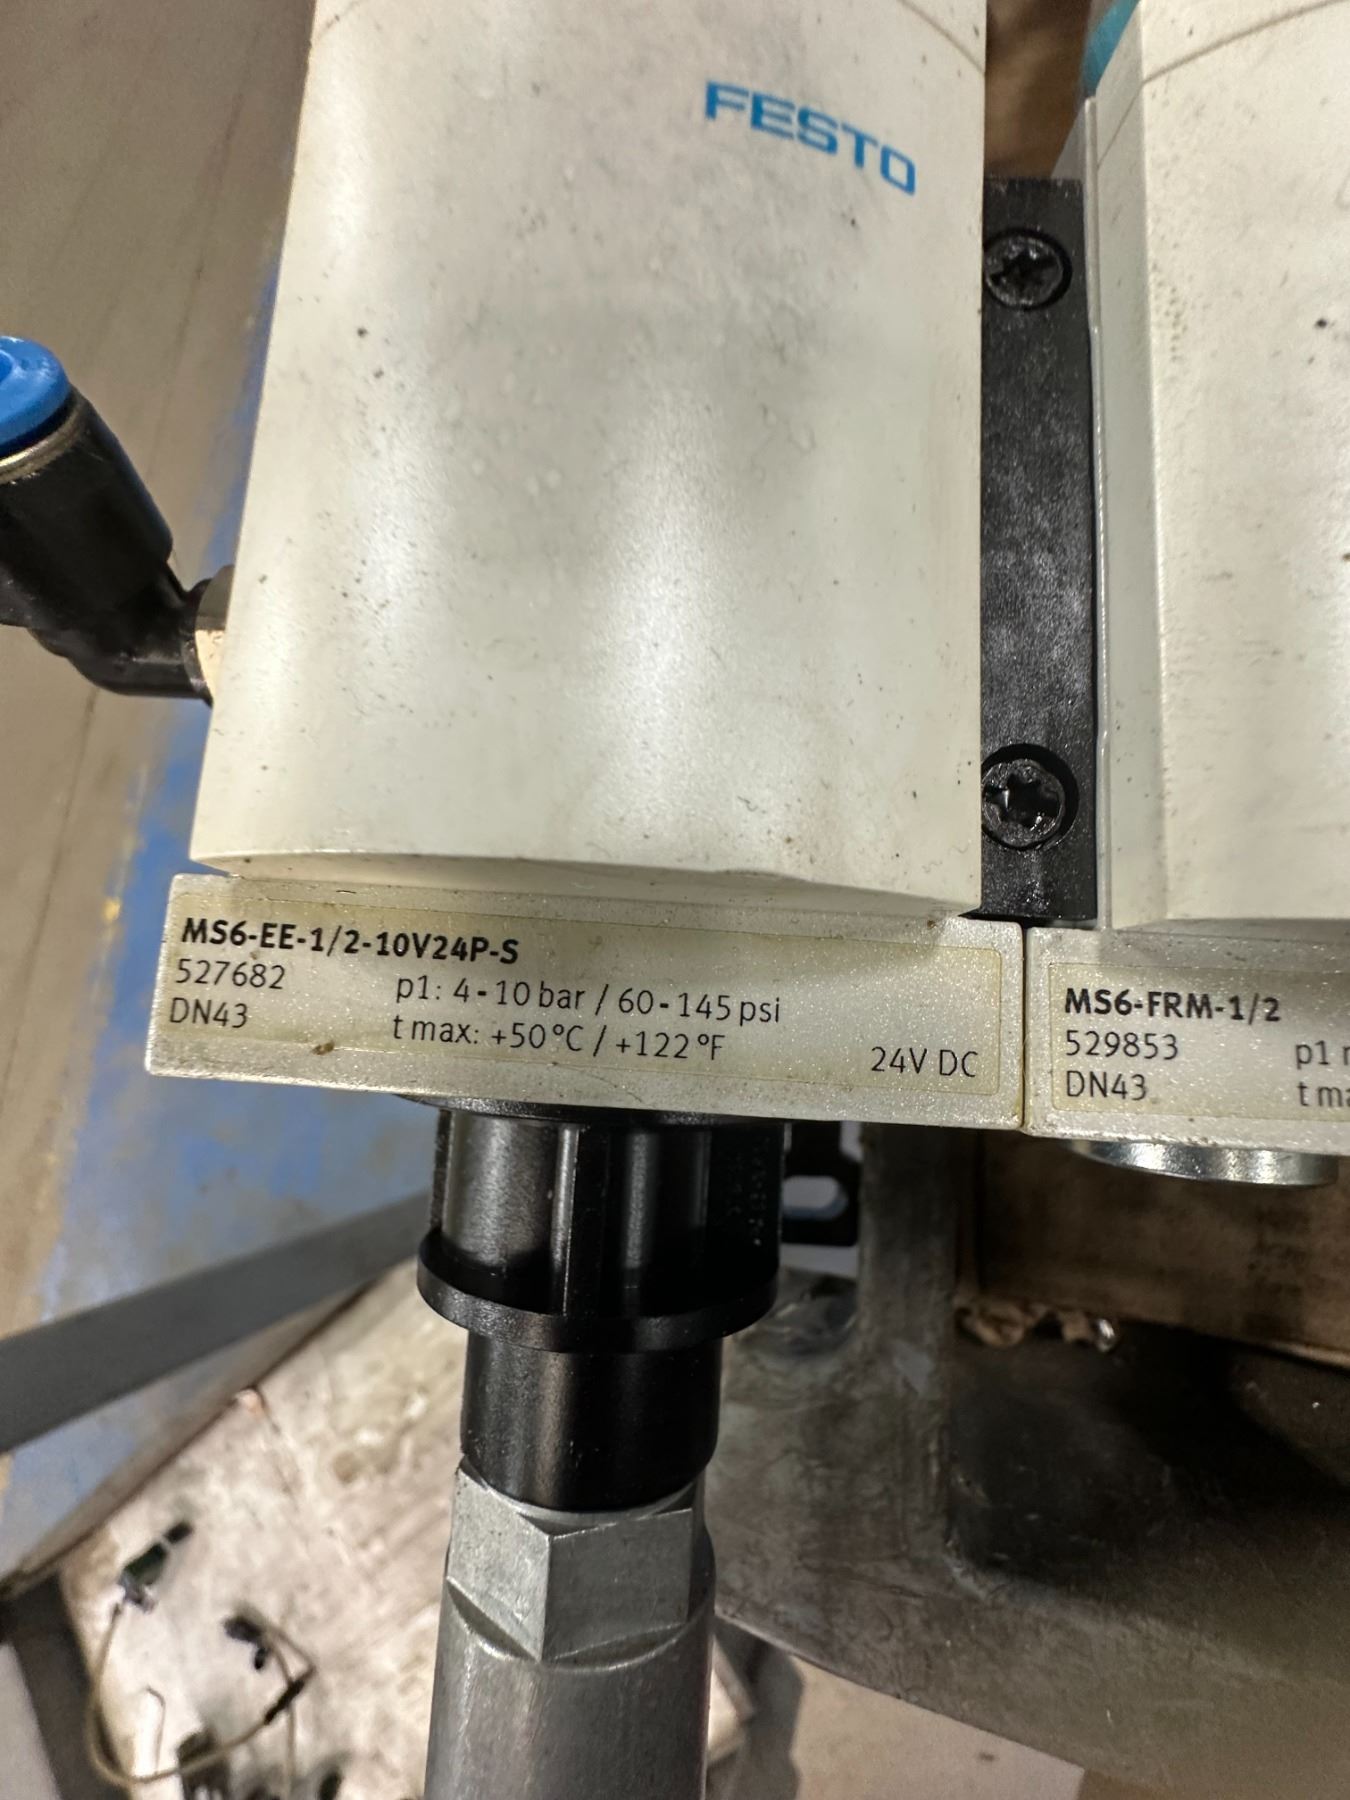 FESTO
MS6-EE-1/2-10V24P-S
527682
p1: 4-10 bar / 60-145 psi
DN43
t max: +50°C / +122°F
24V DC
MS6-FRM-1/2
529853
p1
DN43
t